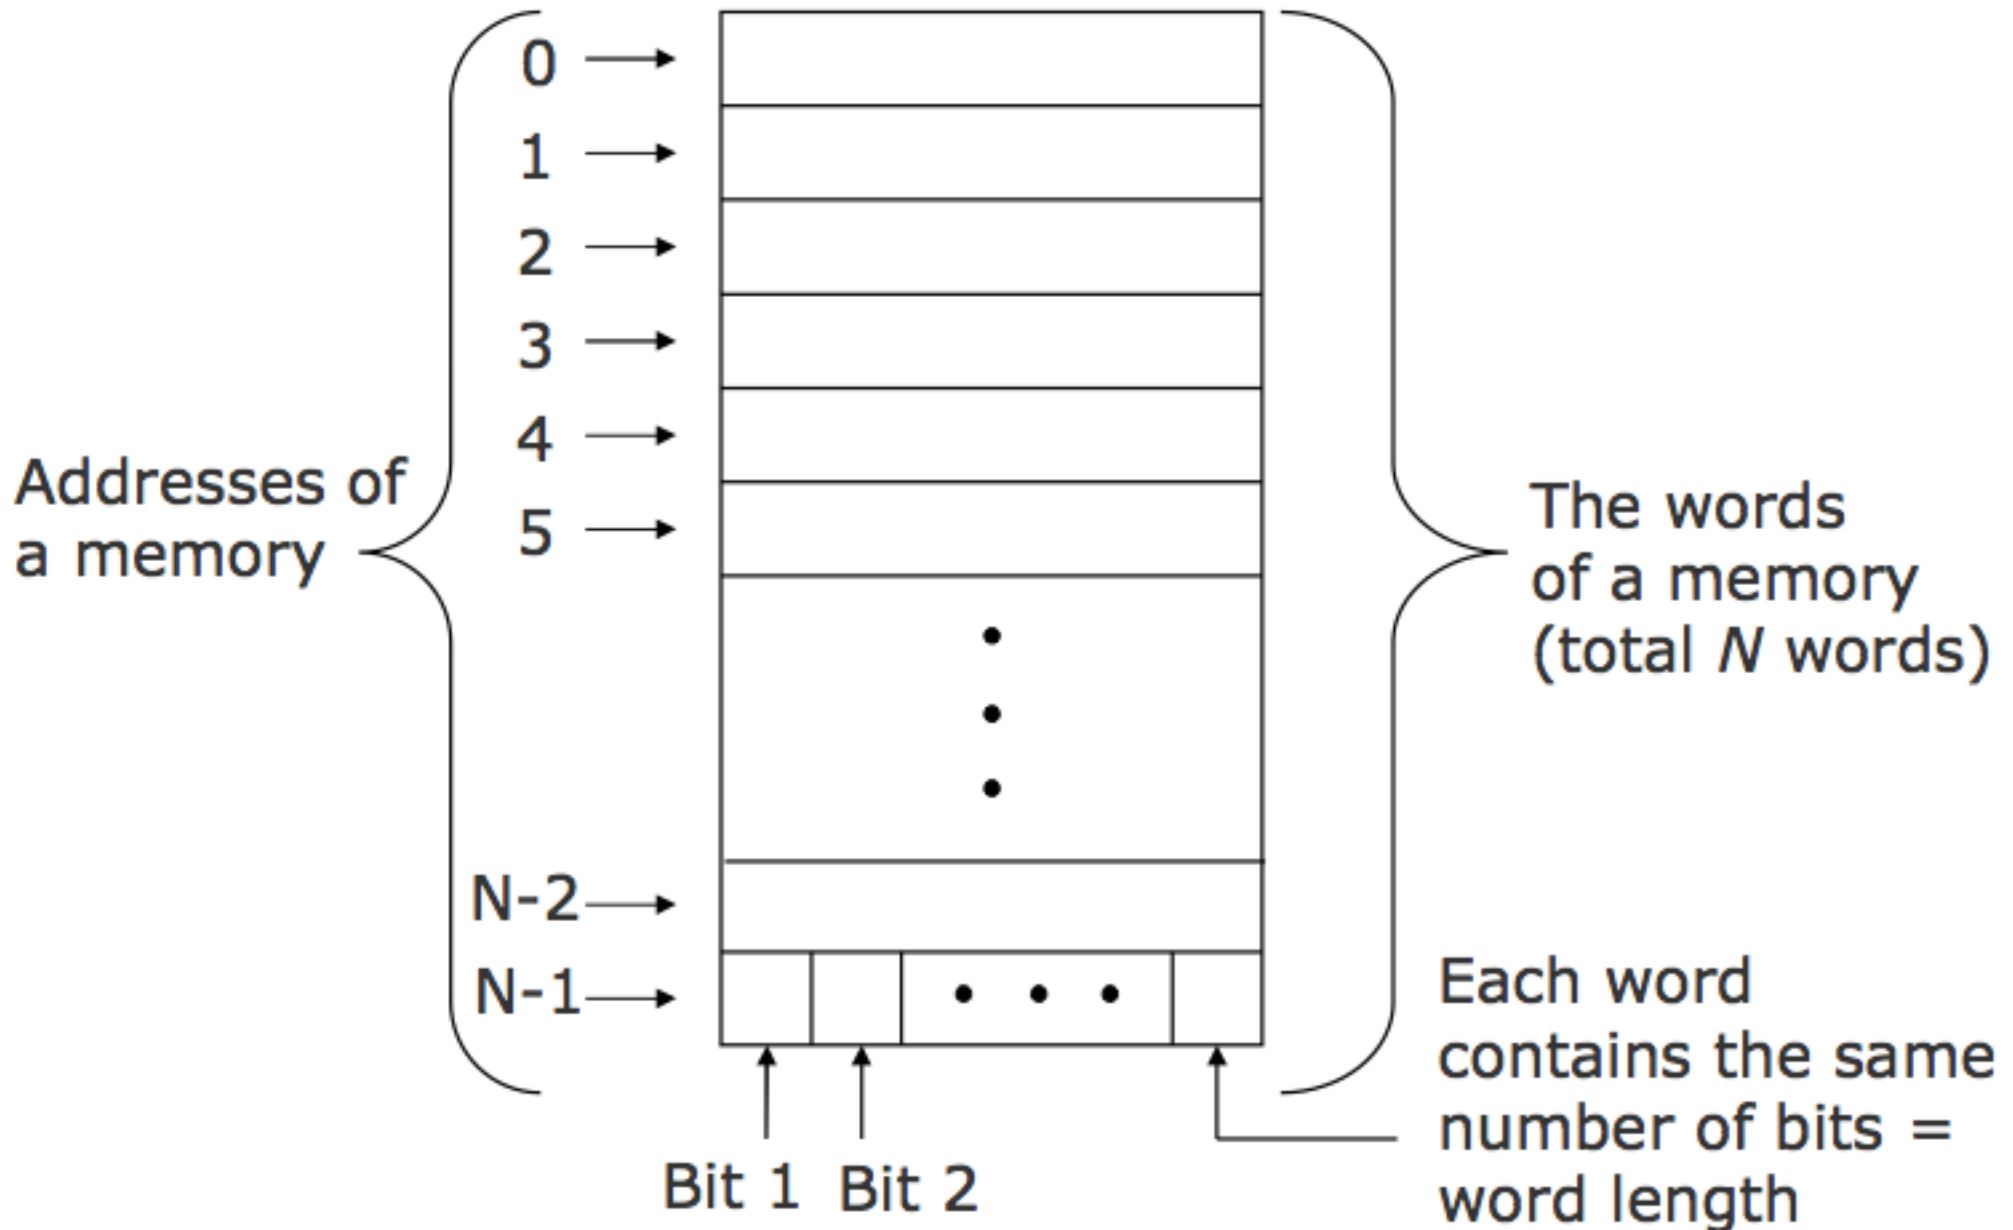 0
1
2
3
4
5
N-2
N-1
Addresses of
a memory
The words
of a memory
(total N words)
Each word
contains the same
number of bits =
word length
Bit 1
Bit 2